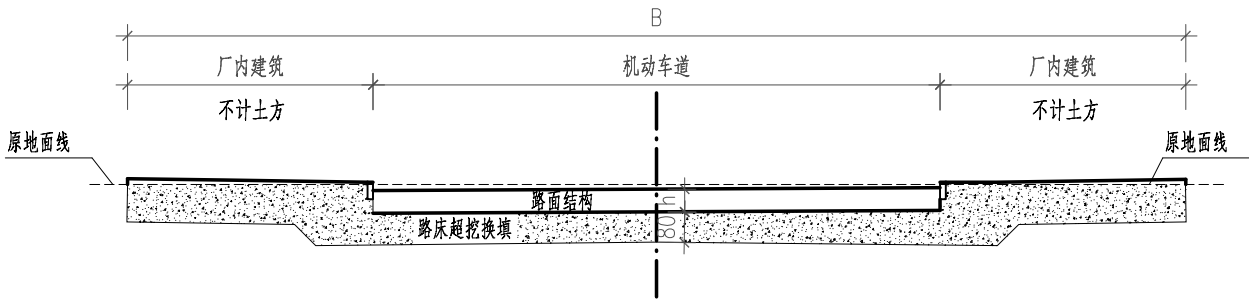 B
厂内建筑 机动车道 厂内建筑
不计土方 不计土方
原地面线 原地面线
路面结构
h
路床超挖换填
80